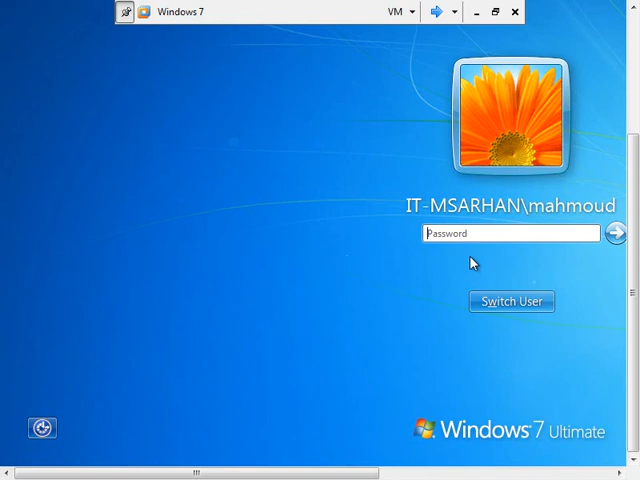 Windows 7
VM
IT-MSARHAN\mahmoud
Password
Switch User
Windows 7 Ultimate